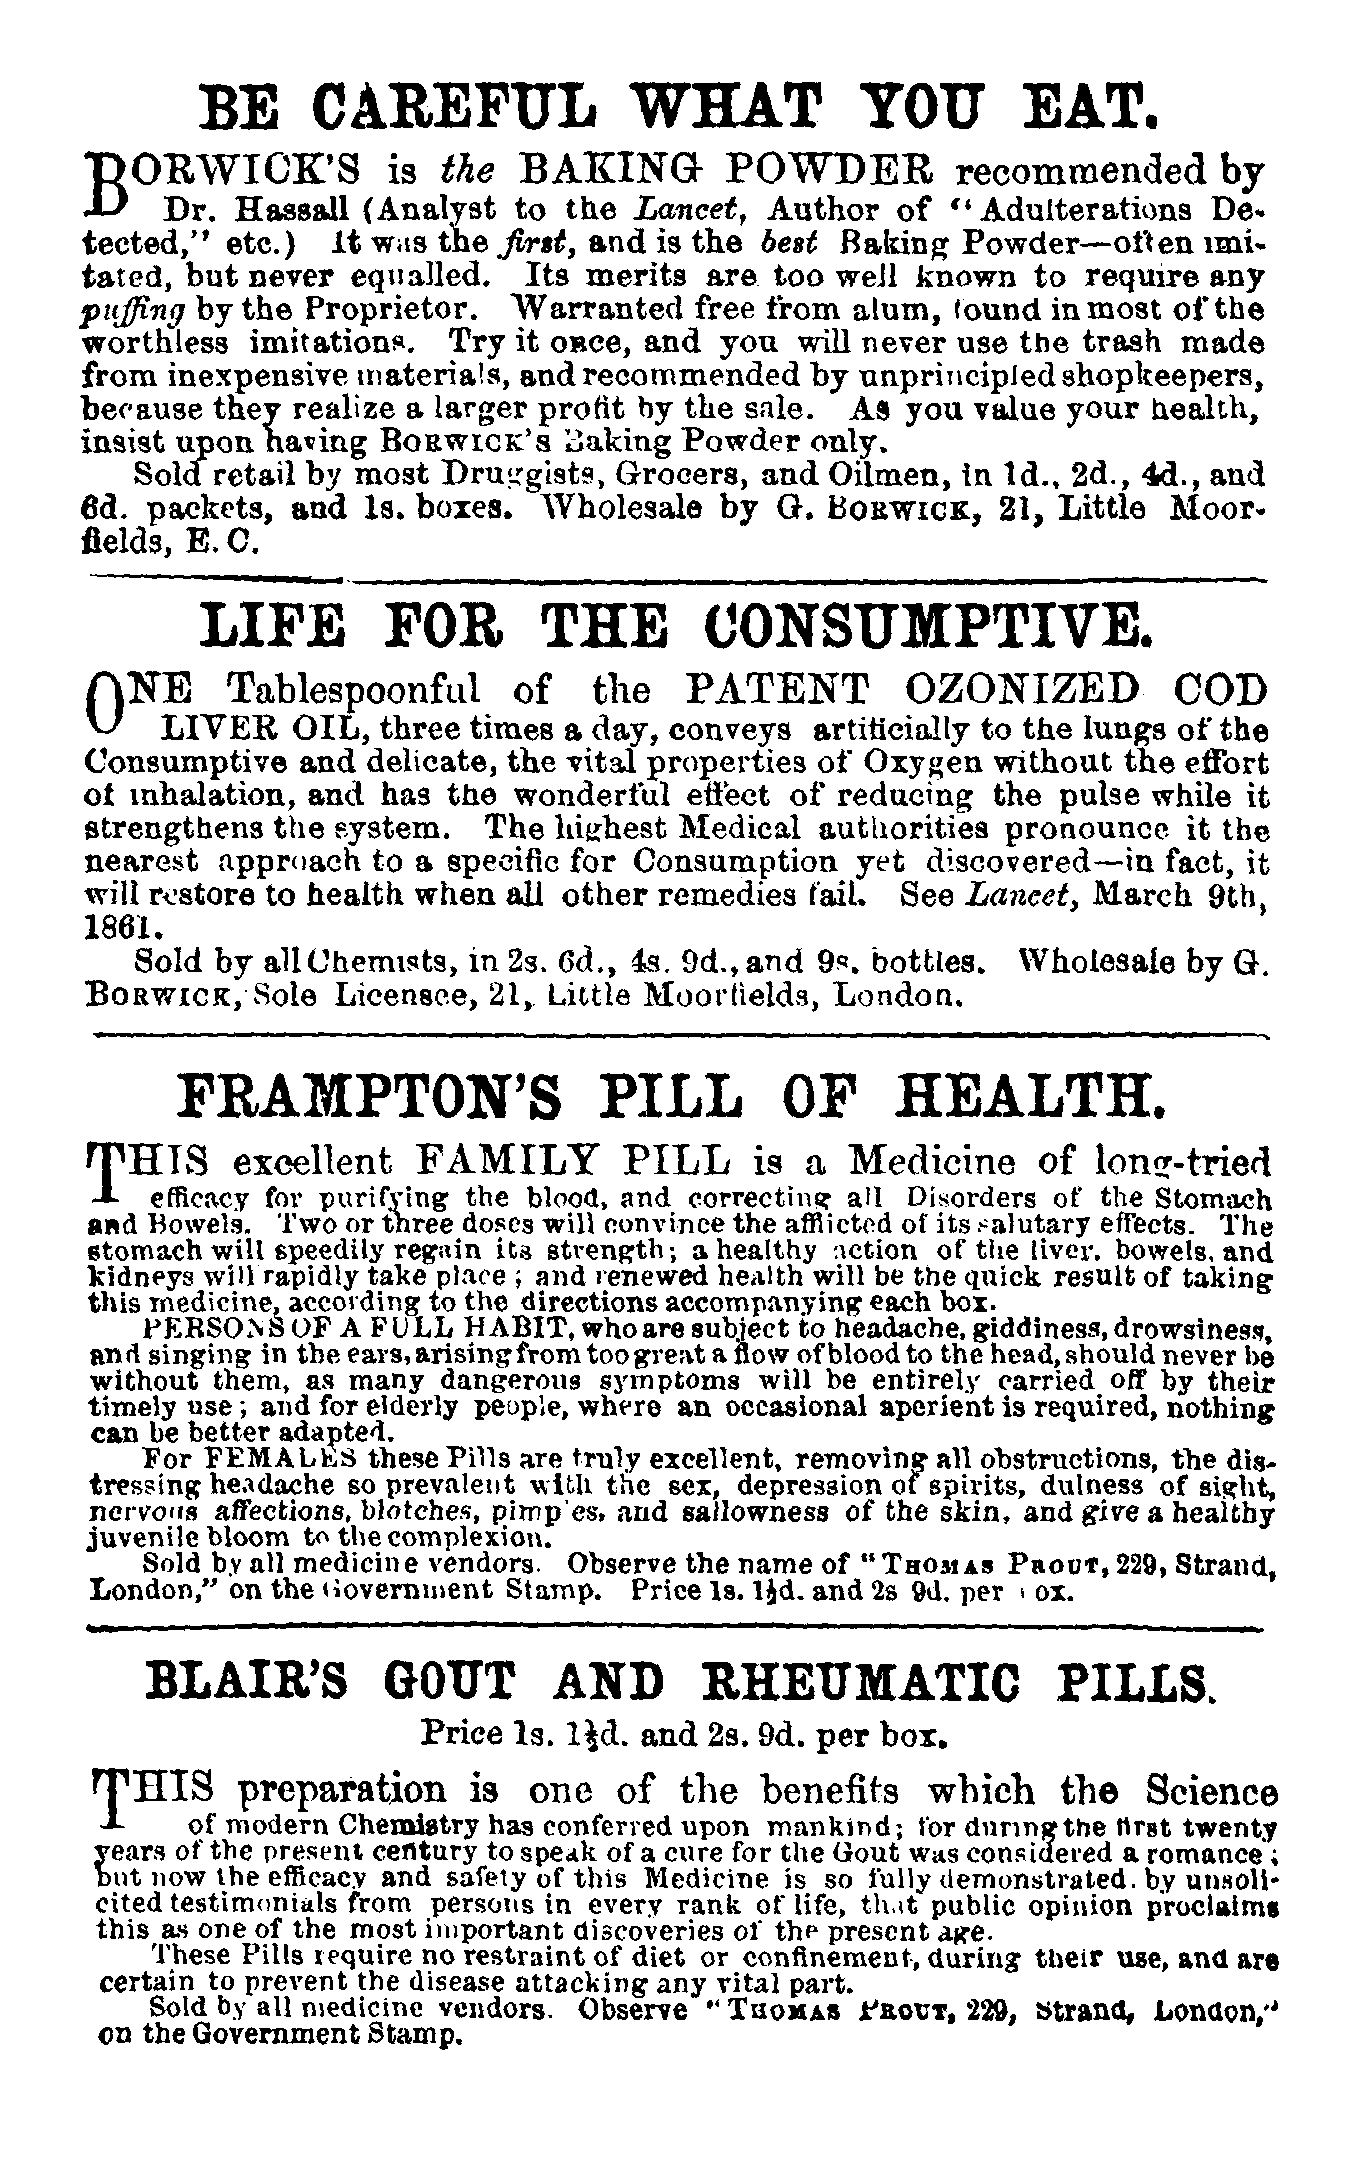 BE CAREFUL WHAT YOU EAT.
BORWICK'S is the BAKING POWDER recommended by
Dr. Hassall (Analyst to the Lancet, Author of "Adulterations De-
tected," etc.) It was the first, and is the best Baking Powder—often imi-
tated, but never equalled. Its merits are too well known to require any
puffing by the Proprietor. Warranted free from alum, found in most of the
worthless imitations. Try it once, and you will never use the trash made
from inexpensive materials, and recommended by unprincipled shopkeepers,
because they realize a larger profit by the sale. As you value your health,
insist upon having BORWICK'S Baking Powder only.
Sold retail by most Druggists, Grocers, and Oilmen, in 1d., 2d., 4d., and
6d. packets, and 1s. boxes. Wholesale by G. BORWICK, 21, Little Moor-
fields, E.C.
LIFE FOR THE CONSUMPTIVE.
ONE Tablespoonful of the PATENT OZONIZED COD
LIVER OIL, three times a day, conveys artificially to the lungs of the
Consumptive and delicate, the vital properties of Oxygen without the effort
of inhalation, and has the wonderful effect of reducing the pulse while it
strengthens the system. The highest Medical authorities pronounce it the
nearest approach to a specific for Consumption yet discovered—in fact, it
will restore to health when all other remedies fail. See Lancet, March 9th,
1861.
Sold by all Chemists, in 2s. 6d., 4s. 9d., and 9s. bottles. Wholesale by G.
BORWICK, Sole Licensee, 21, Little Moorfields, London.
FRAMPTON'S PILL OF HEALTH.
THIS excellent FAMILY PILL is a Medicine of long-tried
efficacy for purifying the blood, and correcting all Disorders of the Stomach
and Bowels. Two or three doses will convince the afflicted of its salutary effects. The
stomach will speedily regain its strength; a healthy action of the liver, bowels, and
kidneys will rapidly take place; and renewed health will be the quick result of taking
this medicine, according to the directions accompanying each box.
PERSONS OF A FULL HABIT, who are subject to headache, giddiness, drowsiness,
and singing in the ears, arising from too great a flow of blood to the head, should never be
without them, as many dangerous symptoms will be entirely carried off by their
timely use; and for elderly people, where an occasional aperient is required, nothing
can be better adapted.
For FEMALES these Pills are truly excellent, removing all obstructions, the dis-
tressing headache so prevalent with the sex, depression of spirits, dulness of sight,
nervous affections, blotches, pimples, and sallowness of the skin, and give a healthy
juvenile bloom to the complexion.
Sold by all medicine vendors. Observe the name of "THOMAS PROUT, 229, Strand,
London," on the Government Stamp. Price 1s. 1½d. and 2s 9d. per box.
BLAIR'S GOUT AND RHEUMATIC PILLS.
Price 1s. 1½d. and 2s. 9d. per box.
THIS preparation is one of the benefits which the Science
of modern Chemistry has conferred upon mankind; for during the first twenty
years of the present century to speak of a cure for the Gout was considered a romance;
but now the efficacy and safety of this Medicine is so fully demonstrated, by unsoli-
cited testimonials from persons in every rank of life, that public opinion proclaims
this as one of the most important discoveries of the present age.
These Pills require no restraint of diet or confinement, during their use, and are
certain to prevent the disease attacking any vital part.
Sold by all medicine vendors. Observe "THOMAS PROUT, 229, Strand, London,"
on the Government Stamp.